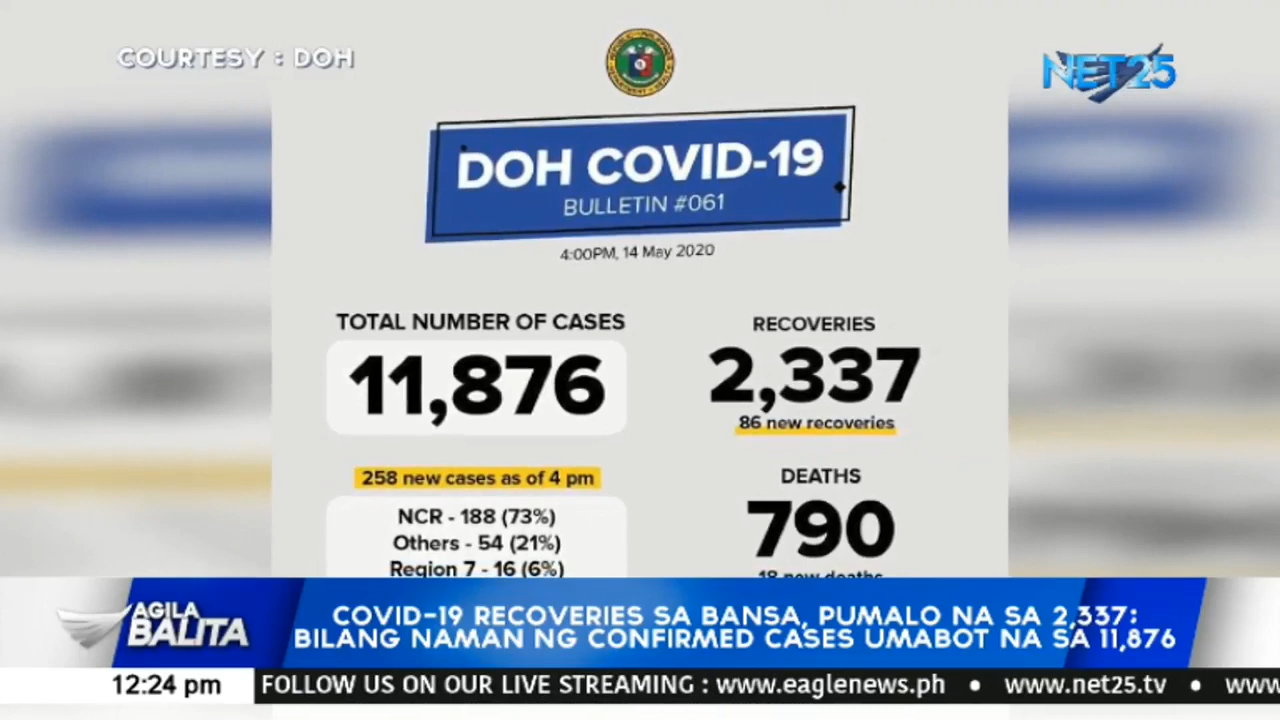 COURTESY : DOH
NET25
DOH COVID-19
BULLETIN #061
4:00PM, 14 May 2020
TOTAL NUMBER OF CASES
11,876
258 new cases as of 4 pm
NCR - 188 (73%)
Others - 54 (21%)
Region 7 - 16 (6%)
RECOVERIES
2,337
86 new recoveries
DEATHS
790
18 new deaths
AGILA
BALITA
COVID-19 RECOVERIES SA BANSA, PUMALO NA SA 2,337:
BILANG NAMAN NG CONFIRMED CASES UMABOT NA SA 11,876
12:24 pm
FOLLOW US ON OUR LIVE STREAMING : www.eaglenews.ph • www.net25.tv • www